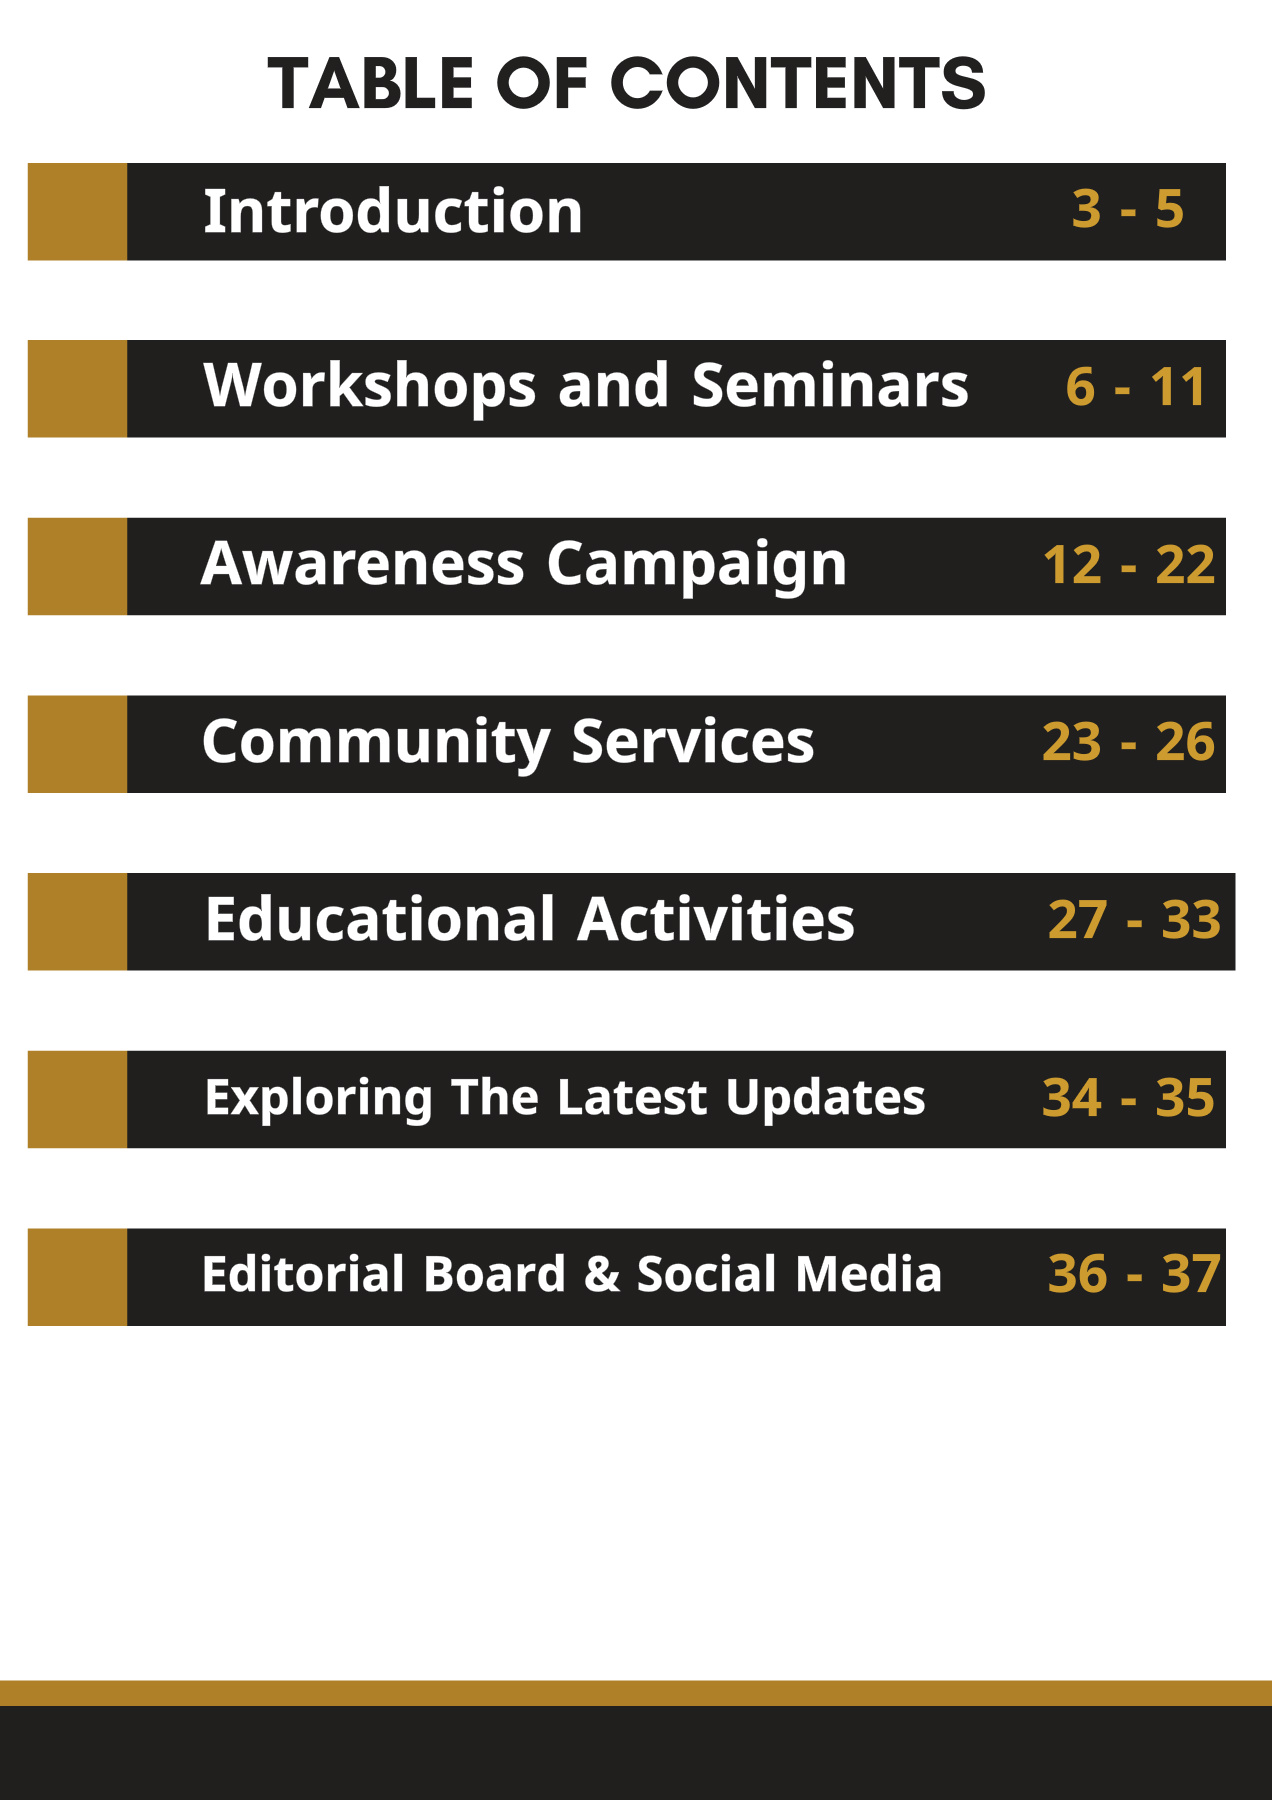 TABLE OF CONTENTS
Introduction 3 - 5
Workshops and Seminars 6 - 11
Awareness Campaign 12 - 22
Community Services 23 - 26
Educational Activities 27 - 33
Exploring The Latest Updates 34 - 35
Editorial Board & Social Media 36 - 37